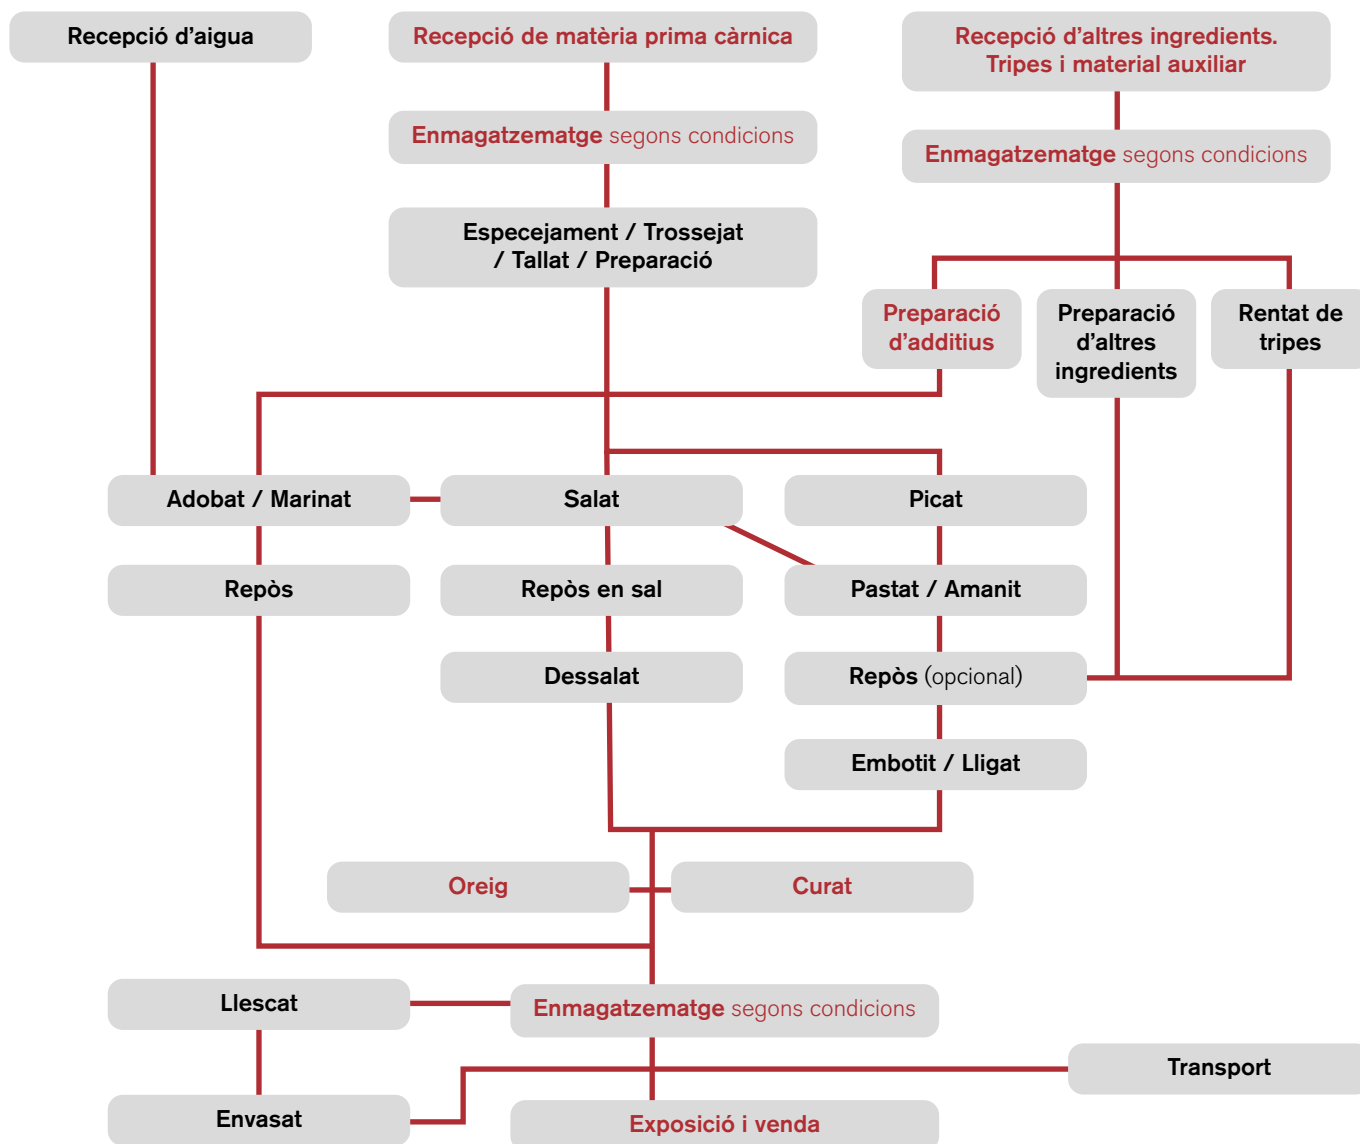 Recepció d'aigua
Recepció de matèria prima càrnica
Recepció d'altres ingredients.
Tripes i material auxiliar
Enmagatzematge segons condicions
Enmagatzematge segons condicions
Especejament / Trossejat
/ Tallat / Preparació
Preparació
d'additius
Preparació
d'altres
ingredients
Rentat de
tripes
Adobat / Marinat
Salat
Picat
Repòs
Repòs en sal
Pastat / Amanit
Dessalat
Repòs (opcional)
Embotit / Lligat
Oreig
Curat
Llescat
Enmagatzematge segons condicions
Transport
Envasat
Exposició i venda